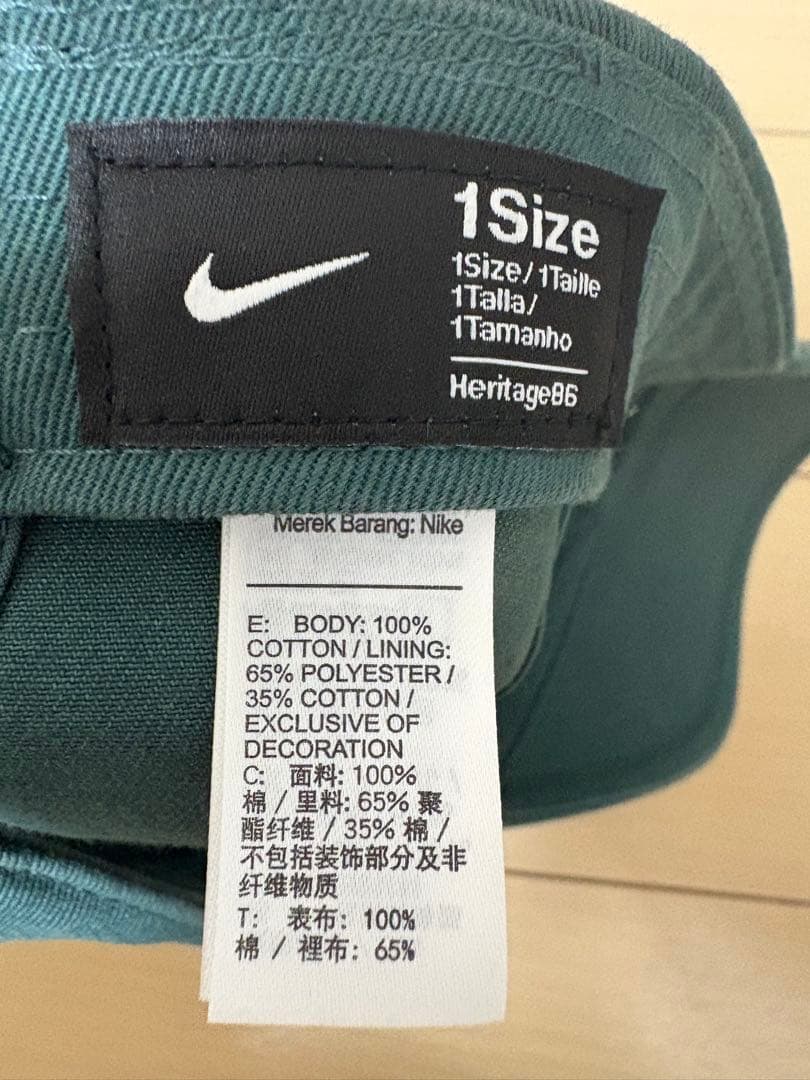 1Size
1Size/1Taille
1Talla/
1Tamanho
Heritage86
Merek Barang: Nike
E: BODY: 100%
COTTON / LINING:
65% POLYESTER /
35% COTTON /
EXCLUSIVE OF
DECORATION
C: 面料: 100%
棉 / 里料: 65% 聚
酯纤维 / 35% 棉 /
不包括装饰部分及非
纤维物质
T: 表布: 100%
棉 / 裡布: 65%